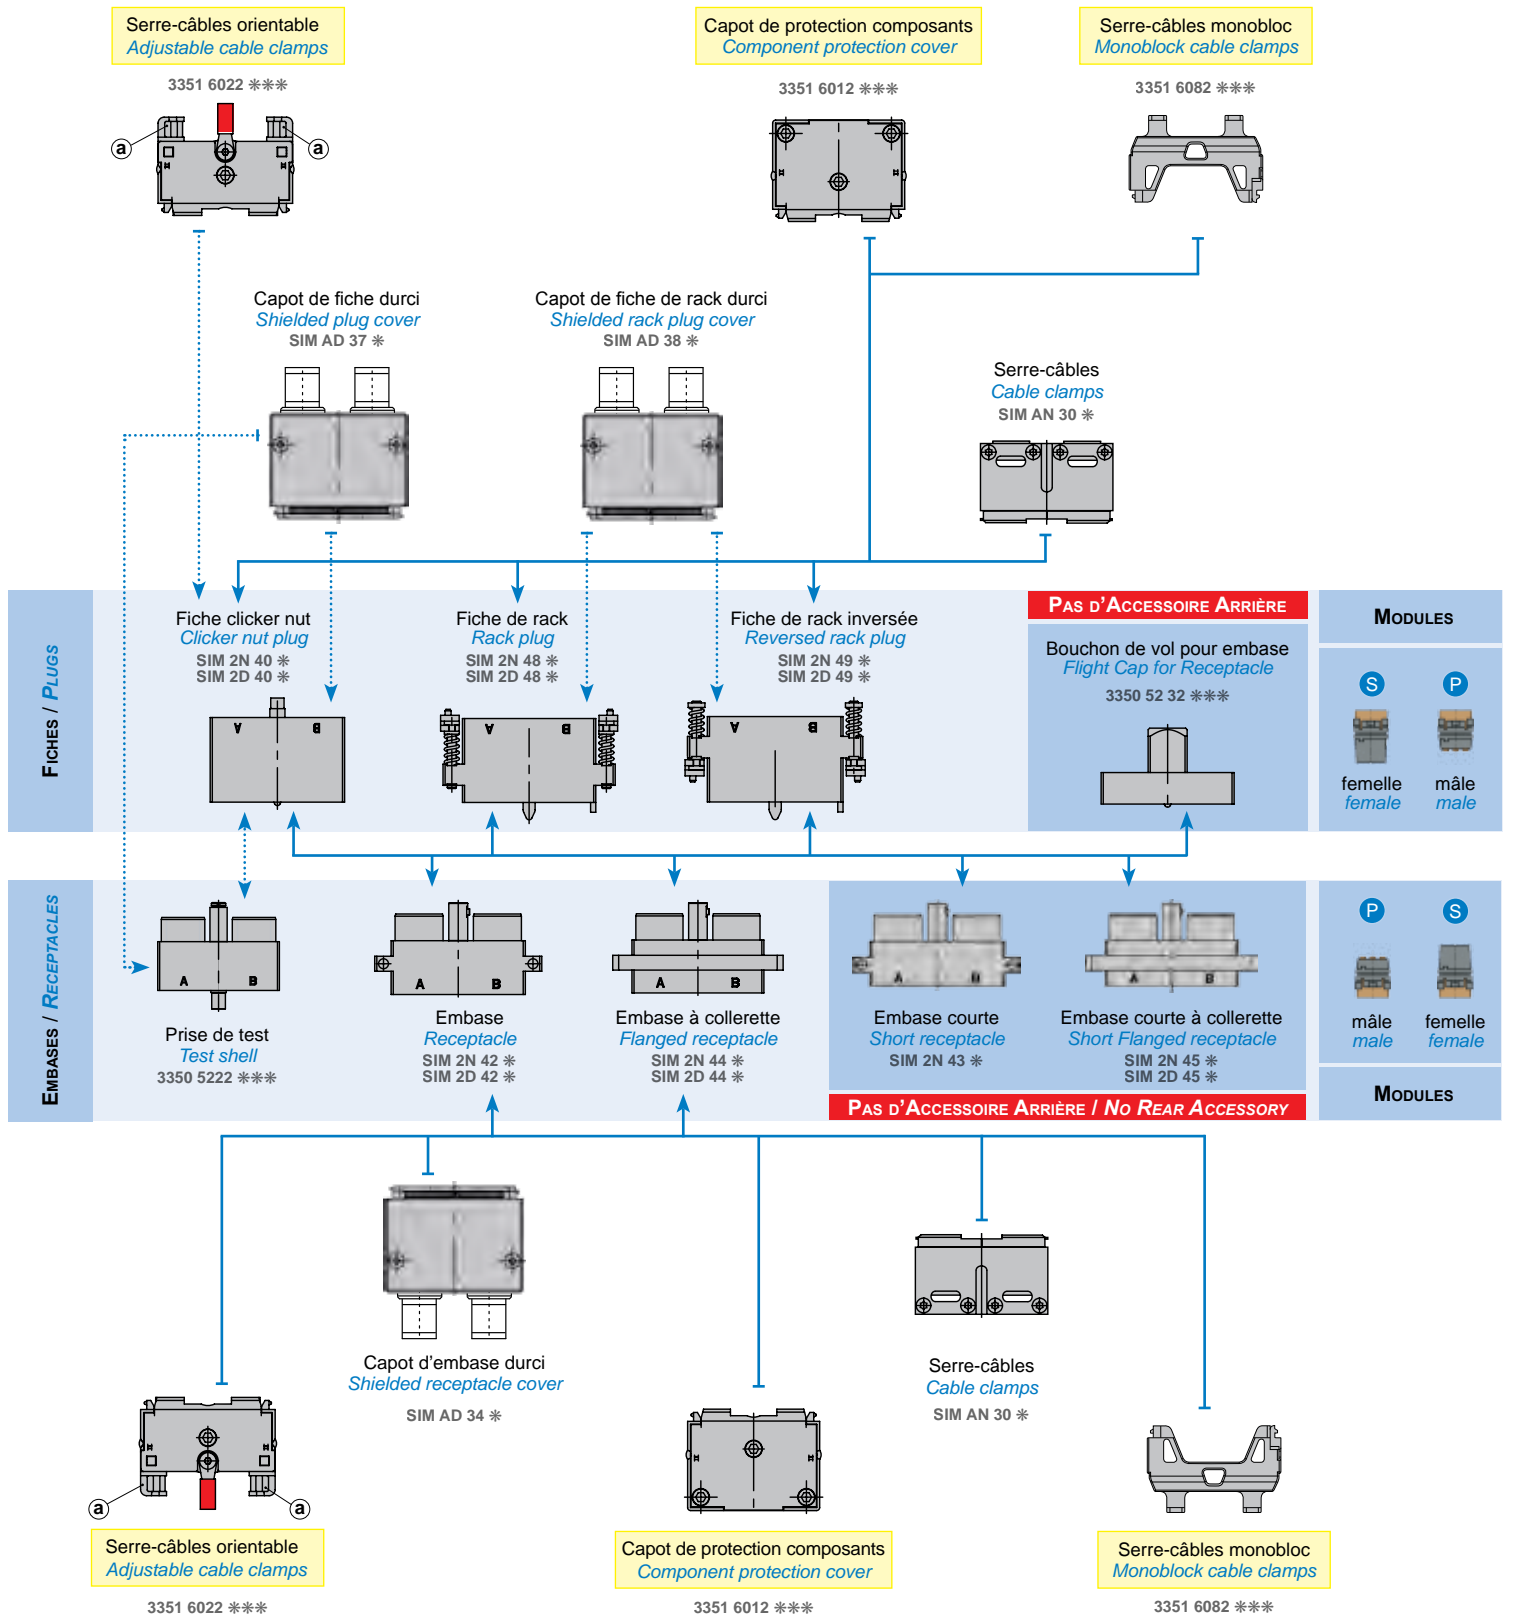 Serre-câbles orientable
Adjustable cable clamps
3351 6022 ✳✳✳
a
a
Capot de protection composants
Component protection cover
3351 6012 ✳✳✳
Serre-câbles monobloc
Monoblock cable clamps
3351 6082 ✳✳✳
Capot de fiche durci
Shielded plug cover
SIM AD 37 ✳
Capot de fiche de rack durci
Shielded rack plug cover
SIM AD 38 ✳
Serre-câbles
Cable clamps
SIM AN 30 ✳
FICHES / PLUGS
Fiche clicker nut
Clicker nut plug
SIM 2N 40 ✳
SIM 2D 40 ✳
A B
Fiche de rack
Rack plug
SIM 2N 48 ✳
SIM 2D 48 ✳
A B
Fiche de rack inversée
Reversed rack plug
SIM 2N 49 ✳
SIM 2D 49 ✳
A B
PAS D'ACCESSOIRE ARRIÈRE
Bouchon de vol pour embase
Flight Cap for Receptacle
3350 52 32 ✳✳✳
MODULES
S P
femelle mâle
female male
EMBASES / RECEPTACLES
A B
Prise de test
Test shell
3350 5222 ✳✳✳
A B
Embase
Receptacle
SIM 2N 42 ✳
SIM 2D 42 ✳
A B
Embase à collerette
Flanged receptacle
SIM 2N 44 ✳
SIM 2D 44 ✳
A B
Embase courte
Short receptacle
SIM 2N 43 ✳
A B
Embase courte à collerette
Short Flanged receptacle
SIM 2N 45 ✳
SIM 2D 45 ✳
PAS D'ACCESSOIRE ARRIÈRE / NO REAR ACCESSORY
P S
mâle femelle
male female
MODULES
Capot d'embase durci
Shielded receptacle cover
SIM AD 34 ✳
Serre-câbles
Cable clamps
SIM AN 30 ✳
a
a
Serre-câbles orientable
Adjustable cable clamps
3351 6022 ✳✳✳
Capot de protection composants
Component protection cover
3351 6012 ✳✳✳
Serre-câbles monobloc
Monoblock cable clamps
3351 6082 ✳✳✳